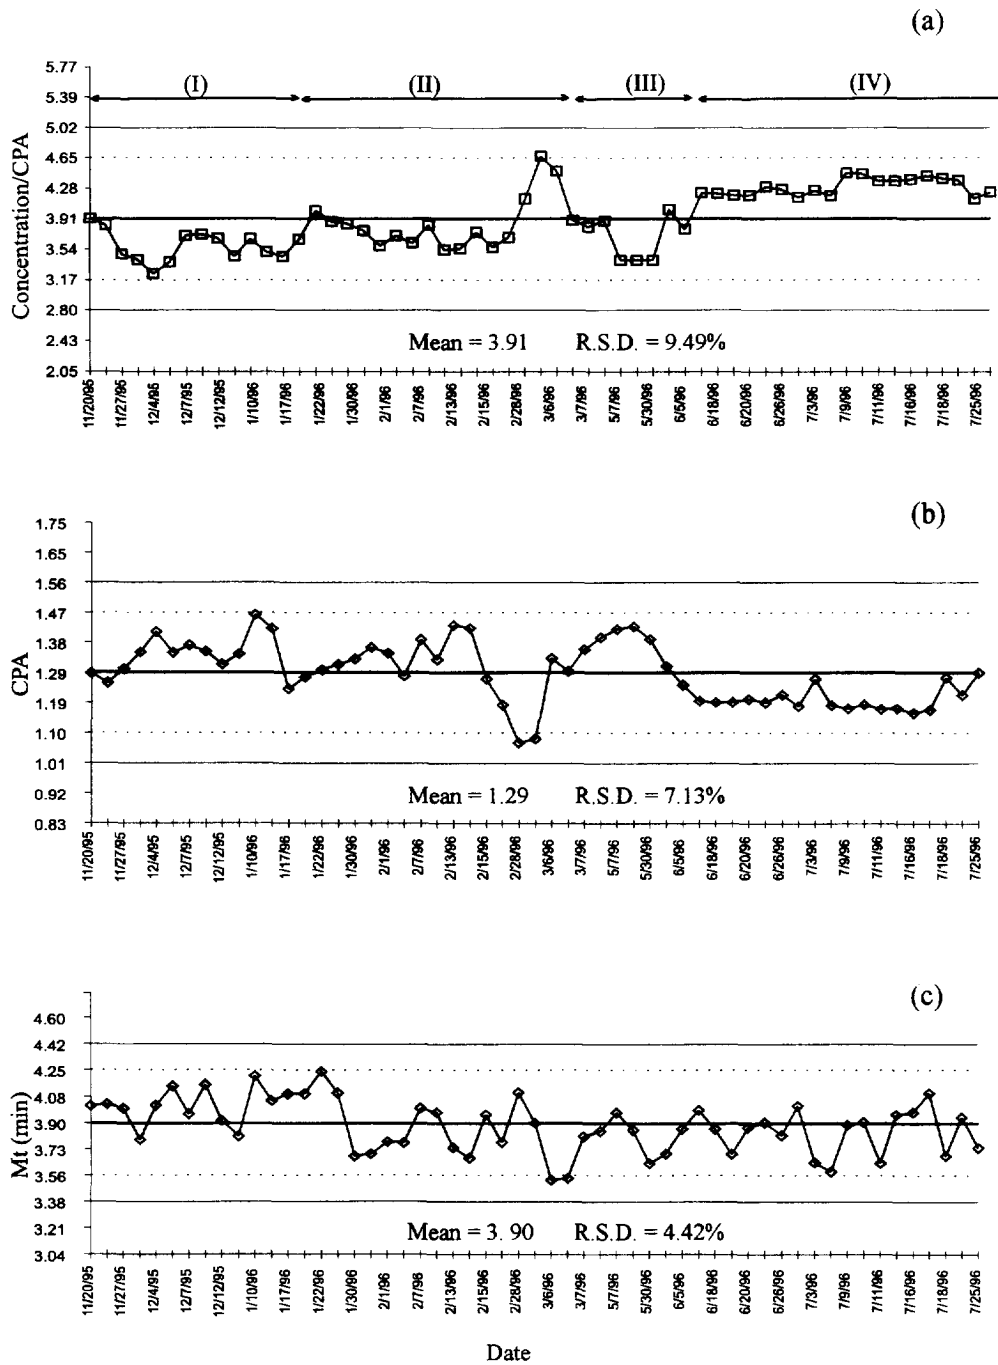 (a)
(I) (II) (III) (IV)
5.77
5.39
5.02
4.65
4.28
3.91
3.54
3.17
2.80
2.43
2.05
Concentration/CPA
Mean = 3.91 R.S.D. = 9.49%
11/20/95 11/27/95 12/4/95 12/7/95 12/12/95 1/10/96 1/17/96 1/22/96 1/30/96 2/1/96 2/7/96 2/13/96 2/15/96 2/28/96 3/6/96 3/7/96 5/7/96 5/30/96 6/5/96 6/18/96 6/20/96 6/26/96 7/3/96 7/9/96 7/11/96 7/16/96 7/18/96 7/25/96
(b)
1.75
1.65
1.56
1.47
1.38
1.29
1.19
1.10
1.01
0.92
0.83
CPA
Mean = 1.29 R.S.D. = 7.13%
11/20/95 11/27/95 12/4/95 12/7/95 12/12/95 1/10/96 1/17/96 1/22/96 1/30/96 2/1/96 2/7/96 2/13/96 2/15/96 2/28/96 3/6/96 3/7/96 5/7/96 5/30/96 6/5/96 6/18/96 6/20/96 6/26/96 7/3/96 7/9/96 7/11/96 7/16/96 7/18/96 7/25/96
(c)
4.60
4.42
4.25
4.08
3.90
3.73
3.56
3.38
3.21
3.04
Mt (min)
Mean = 3.90 R.S.D. = 4.42%
11/20/95 11/27/95 12/4/95 12/7/95 12/12/95 1/10/96 1/17/96 1/22/96 1/30/96 2/1/96 2/7/96 2/13/96 2/15/96 2/28/96 3/6/96 3/7/96 5/7/96 5/30/96 6/5/96 6/18/96 6/20/96 6/26/96 7/3/96 7/9/96 7/11/96 7/16/96 7/18/96 7/25/96
Date